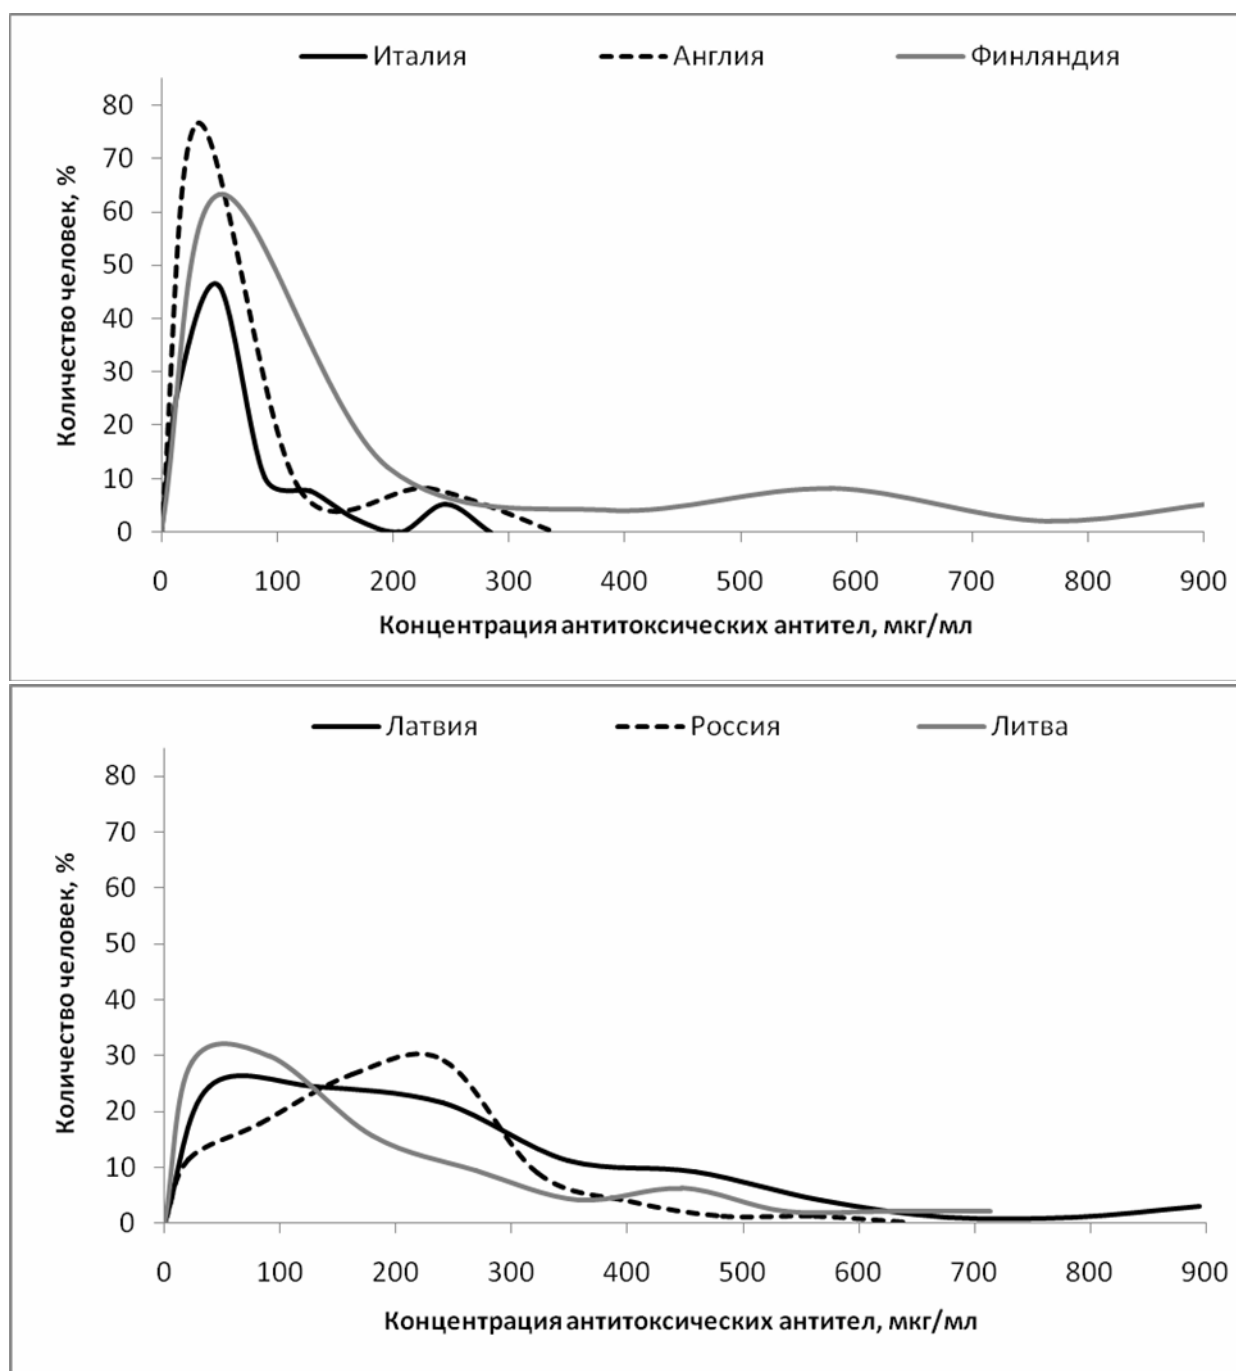 Италия Англия Финляндия
Количество человек, %
80
70
60
50
40
30
20
10
0
0 100 200 300 400 500 600 700 800 900
Концентрация антитоксических антител, мкг/мл
Латвия Россия Литва
Количество человек, %
80
70
60
50
40
30
20
10
0
0 100 200 300 400 500 600 700 800 900
Концентрация антитоксических антител, мкг/мл